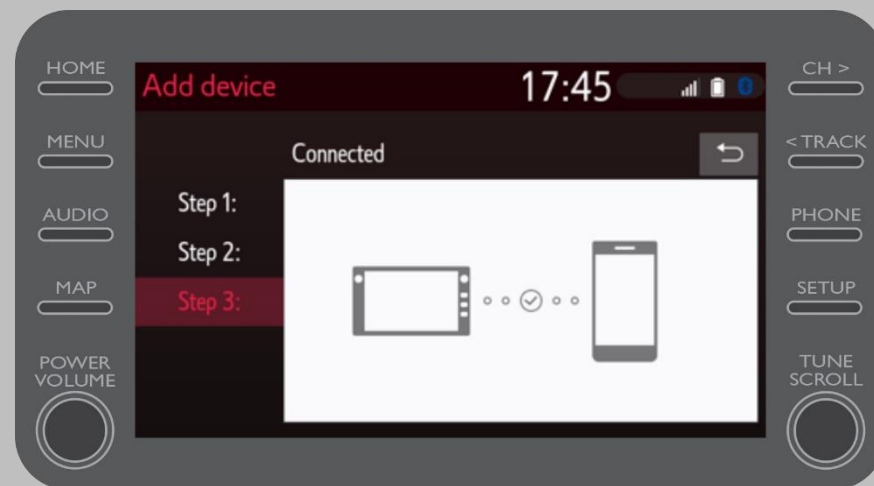 HOME
MENU
AUDIO
MAP
POWER
VOLUME
Add device
17:45
Connected
Step 1:
Step 2:
Step 3:
CH >
< TRACK
PHONE
SETUP
TUNE
SCROLL